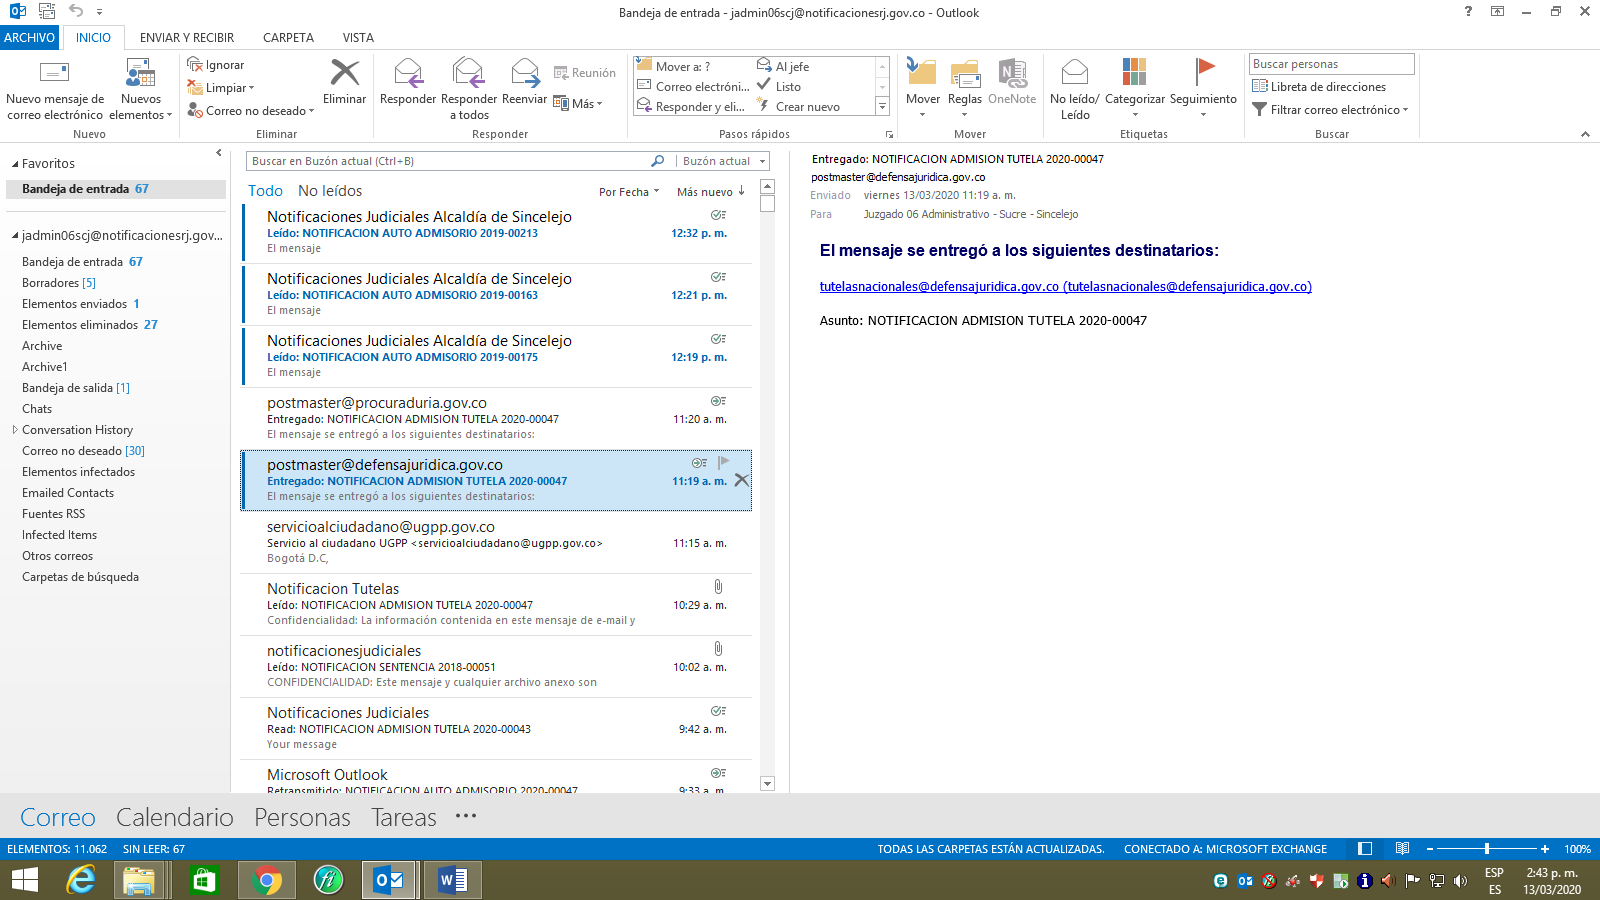 Bandeja de entrada - jadmin06scj@notificacionesrj.gov.co - Outlook
ARCHIVO INICIO ENVIAR Y RECIBIR CARPETA VISTA
Nuevo mensaje de correo electrónico
Nuevos elementos
Nuevo
Ignorar
Limpiar
Correo no deseado
Eliminar
Eliminar
Responder
Responder a todos
Reenviar
Reunión
Más
Responder
Mover a: ?
Correo electróni...
Responder y eli...
Al jefe
Listo
Crear nuevo
Pasos rápidos
Mover
Reglas
OneNote
Mover
No leído/ Leído
Categorizar
Seguimiento
Etiquetas
Buscar personas
Libreta de direcciones
Filtrar correo electrónico
Buscar
Favoritos
Bandeja de entrada 67
jadmin06scj@notificacionesrj.gov...
Bandeja de entrada 67
Borradores [5]
Elementos enviados 1
Elementos eliminados 27
Archive
Archive1
Bandeja de salida [1]
Chats
Conversation History
Correo no deseado [30]
Elementos infectados
Emailed Contacts
Fuentes RSS
Infected Items
Otros correos
Carpetas de búsqueda
Buscar en Buzón actual (Ctrl+B) Buzón actual
Todo No leídos Por Fecha Más nuevo
Notificaciones Judiciales Alcaldía de Sincelejo
Leído: NOTIFICACION AUTO ADMISORIO 2019-00213 12:32 p. m.
El mensaje
Notificaciones Judiciales Alcaldía de Sincelejo
Leído: NOTIFICACION AUTO ADMISORIO 2019-00163 12:21 p. m.
El mensaje
Notificaciones Judiciales Alcaldía de Sincelejo
Leído: NOTIFICACION AUTO ADMISORIO 2019-00175 12:19 p. m.
El mensaje
postmaster@procuraduria.gov.co
Entregado: NOTIFICACION ADMISION TUTELA 2020-00047 11:20 a. m.
El mensaje se entregó a los siguientes destinatarios:
postmaster@defensajuridica.gov.co
Entregado: NOTIFICACION ADMISION TUTELA 2020-00047 11:19 a. m.
El mensaje se entregó a los siguientes destinatarios:
servicioalciudadano@ugpp.gov.co
Servicio al ciudadano UGPP <servicioalciudadano@ugpp.gov.co> 11:15 a. m.
Bogotá D.C,
Notificacion Tutelas
Leído: NOTIFICACION ADMISION TUTELA 2020-00047 10:29 a. m.
Confidencialidad: La información contenida en este mensaje de e-mail y
notificacionesjudiciales
Leído: NOTIFICACION SENTENCIA 2018-00051 10:02 a. m.
CONFIDENCIALIDAD: Este mensaje y cualquier archivo anexo son
Notificaciones Judiciales
Read: NOTIFICACION ADMISION TUTELA 2020-00043 9:42 a. m.
Your message
Microsoft Outlook
Retransmitido: NOTIFICACION AUTO ADMISORIO 2020-00047 9:33 a. m.
Entregado: NOTIFICACION ADMISION TUTELA 2020-00047
postmaster@defensajuridica.gov.co
Enviado viernes 13/03/2020 11:19 a. m.
Para Juzgado 06 Administrativo - Sucre - Sincelejo
El mensaje se entregó a los siguientes destinatarios:
tutelasnacionales@defensajuridica.gov.co (tutelasnacionales@defensajuridica.gov.co)
Asunto: NOTIFICACION ADMISION TUTELA 2020-00047
Correo Calendario Personas Tareas ...
ELEMENTOS: 11.062 SIN LEER: 67 TODAS LAS CARPETAS ESTÁN ACTUALIZADAS. CONECTADO A: MICROSOFT EXCHANGE 100%
ESP 2:43 p. m.
ES 13/03/2020